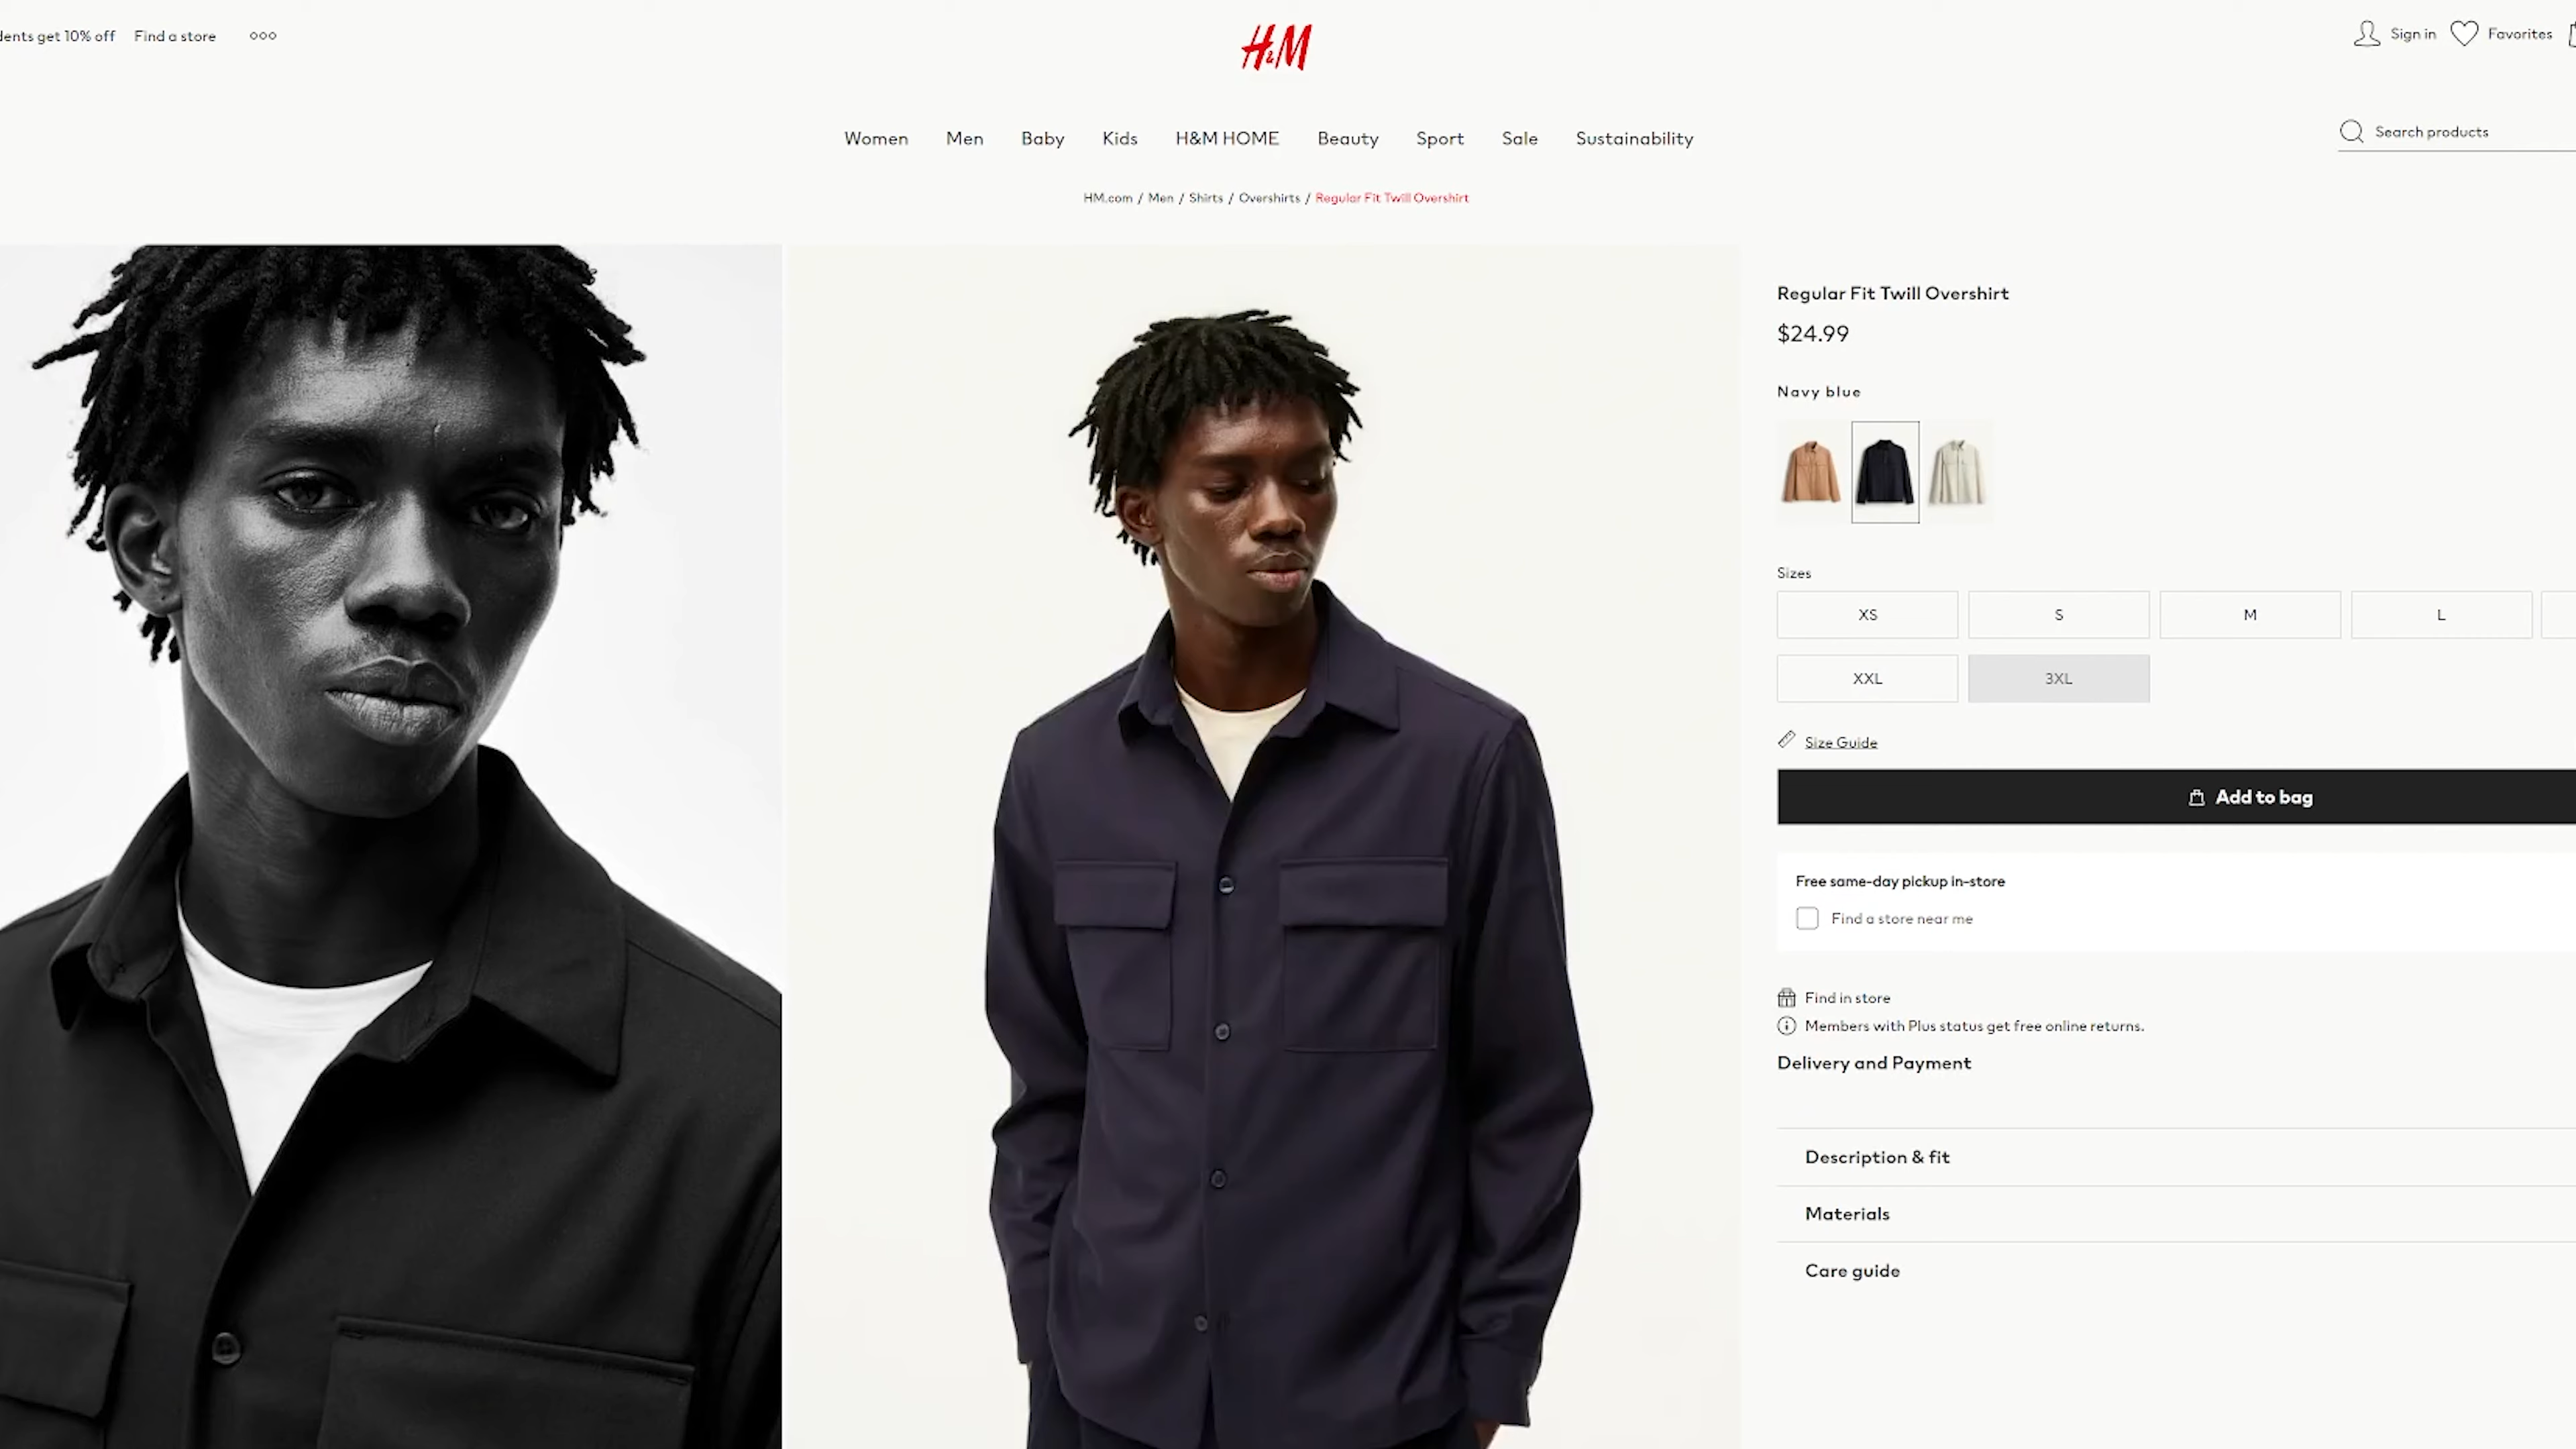 dents get 10% off Find a store
H&M
Sign in Favorites
Women Men Baby Kids H&M HOME Beauty Sport Sale Sustainability
Search products
HM.com / Men / Shirts / Overshirts / Regular Fit Twill Overshirt
Regular Fit Twill Overshirt
$24.99
Navy blue
Sizes
XS S M L
XXL 3XL
Size Guide
Add to bag
Free same-day pickup in-store
Find a store near me
Find in store
Members with Plus status get free online returns.
Delivery and Payment
Description & fit
Materials
Care guide